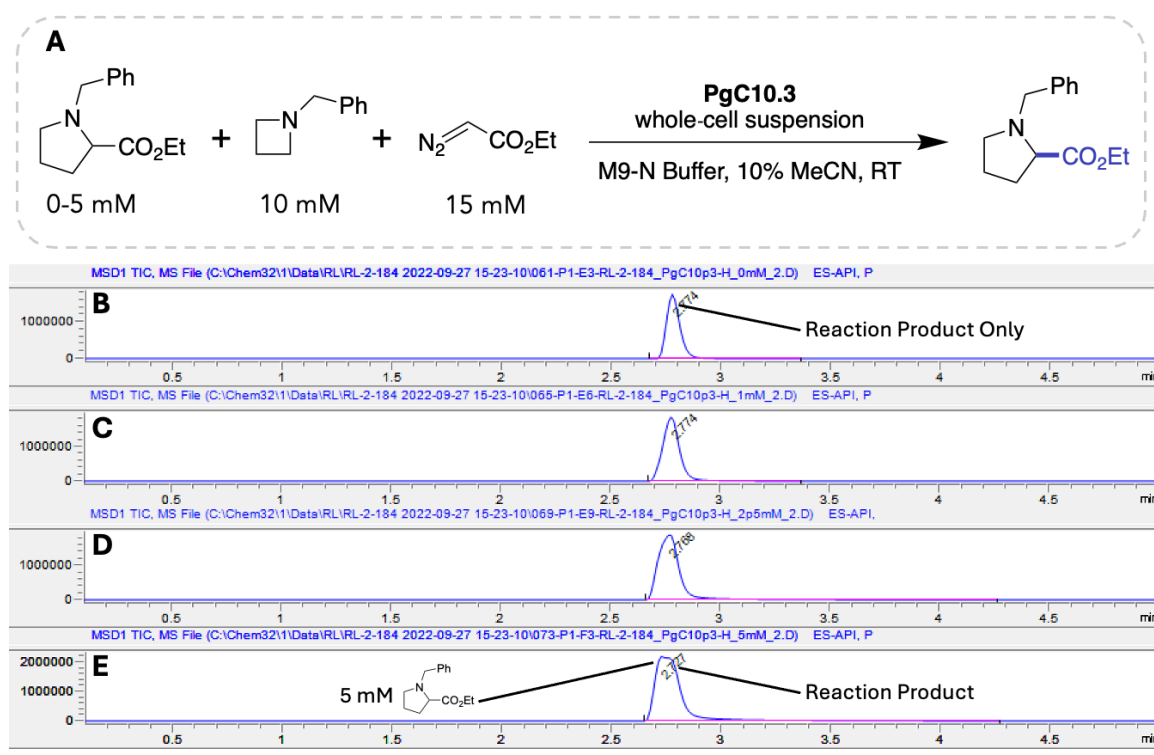 A
Ph
N
CO₂Et
+
N
Ph
+
N₂
CO₂Et
PgC10.3
whole-cell suspension
M9-N Buffer, 10% MeCN, RT
Ph
N
CO₂Et
0-5 mM
10 mM
15 mM
MSD1 TIC, MS File (C:\Chem32\1\Data\RL\RL-2-184 2022-09-27 15-23-10\061-P1-E3-RL-2-184_PgC10p3-H_0mM_2.D) ES-API, P
B
2.774
1000000
0
Reaction Product Only
0.5 1 1.5 2 2.5 3 3.5 4 4.5 mi
MSD1 TIC, MS File (C:\Chem32\1\Data\RL\RL-2-184 2022-09-27 15-23-10\065-P1-E6-RL-2-184_PgC10p3-H_1mM_2.D) ES-API, P
C
2.774
1000000
0
0.5 1 1.5 2 2.5 3 3.5 4 4.5 mi
MSD1 TIC, MS File (C:\Chem32\1\Data\RL\RL-2-184 2022-09-27 15-23-10\069-P1-E9-RL-2-184_PgC10p3-H_2p5mM_2.D) ES-API,
D
2.768
1000000
0
0.5 1 1.5 2 2.5 3 3.5 4 4.5 mi
MSD1 TIC, MS File (C:\Chem32\1\Data\RL\RL-2-184 2022-09-27 15-23-10\073-P1-F3-RL-2-184_PgC10p3-H_5mM_2.D) ES-API, P
E
2.727
2000000
1000000
0
5 mM
Ph
N
CO₂Et
Reaction Product
0.5 1 1.5 2 2.5 3 3.5 4 4.5 mi